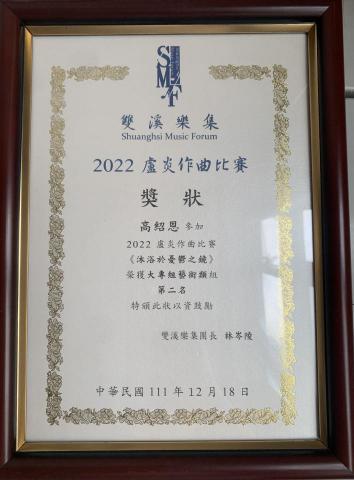 SMAF
雙溪樂集
Shuanghsi Music Forum
2022 盧炎作曲比賽
獎狀
高紹恩 參加
2022 盧炎作曲比賽
《沐浴於憂鬱之鏡》
榮獲大專組藝術類組
第二名
特頒此狀以資鼓勵
雙溪樂集團長 林岑陵
中華民國 111 年 12 月 18 日